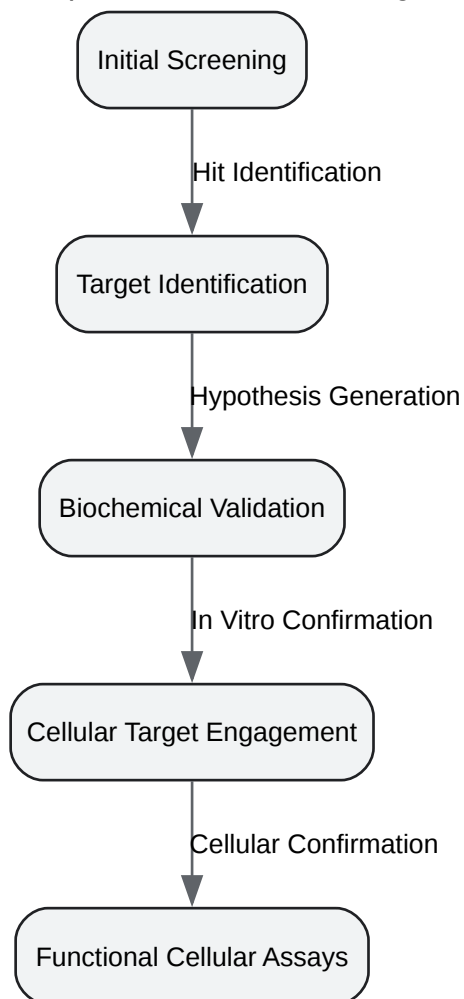 Initial Screening
Hit Identification
Target Identification
Hypothesis Generation
Biochemical Validation
In Vitro Confirmation
Cellular Target Engagement
Cellular Confirmation
Functional Cellular Assays